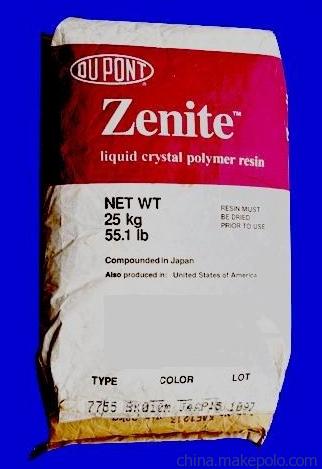 DU PONT
Zenite™
liquid crystal polymer resin
NET WT
25 kg
55.1 lb
RESIN MUST
BE DRIED
PRIOR TO USE
Compounded in Japan
Also produced in: United States of America
TYPE COLOR LOT
7755
china.makepolo.com